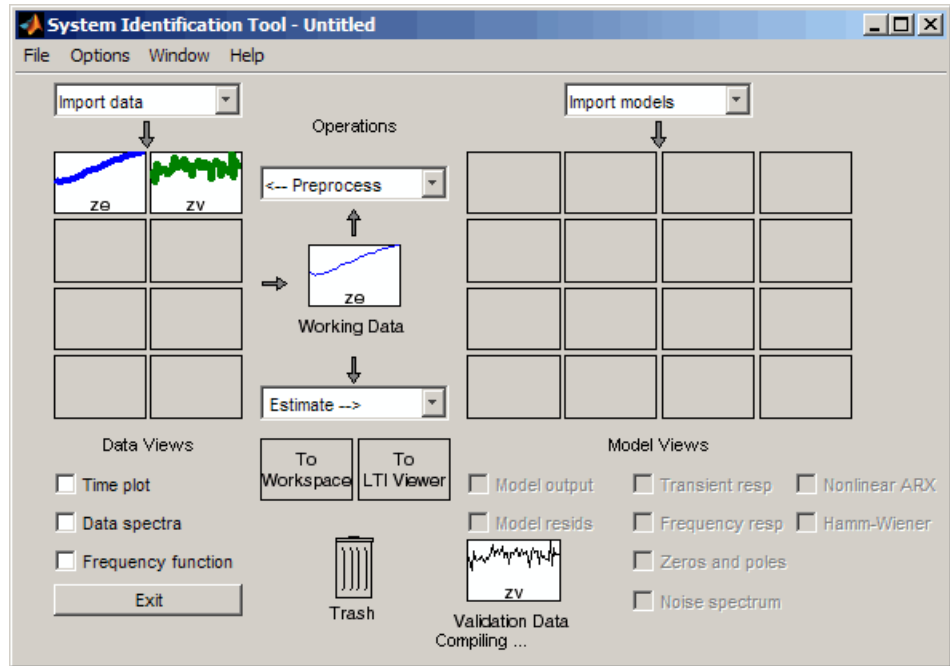 System Identification Tool - Untitled
File Options Window Help
Import data
Import models
Operations
ze
zv
<-- Preprocess
ze
Working Data
Estimate -->
Data Views
Model Views
To Workspace
To LTI Viewer
Time plot
Data spectra
Frequency function
Exit
Trash
Model output
Transient resp
Nonlinear ARX
Model resids
Frequency resp
Hamm-Wiener
Zeros and poles
Noise spectrum
zv
Validation Data
Compiling ...